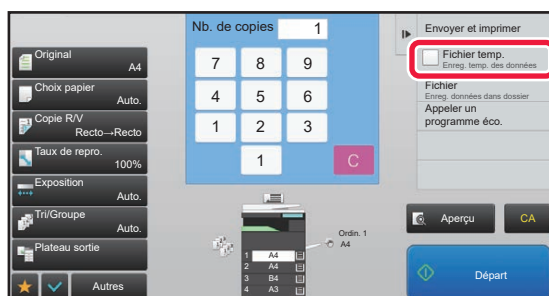 Original
A4
Choix papier
Auto.
Copie R/V
Recto→Recto
Taux de repro.
100%
Exposition
Auto.
Tri/Groupe
Auto.
Plateau sortie
Autres
Nb. de copies 1
7 8 9
4 5 6
1 2 3
1 C
Ordin. 1
A4
1 A4
2 A4
3 B4
4 A3
Envoyer et imprimer
Fichier temp.
Enreg. temp. des données
Fichier
Enreg. données dans dossier
Appeler un
programme éco.
Aperçu
CA
Départ